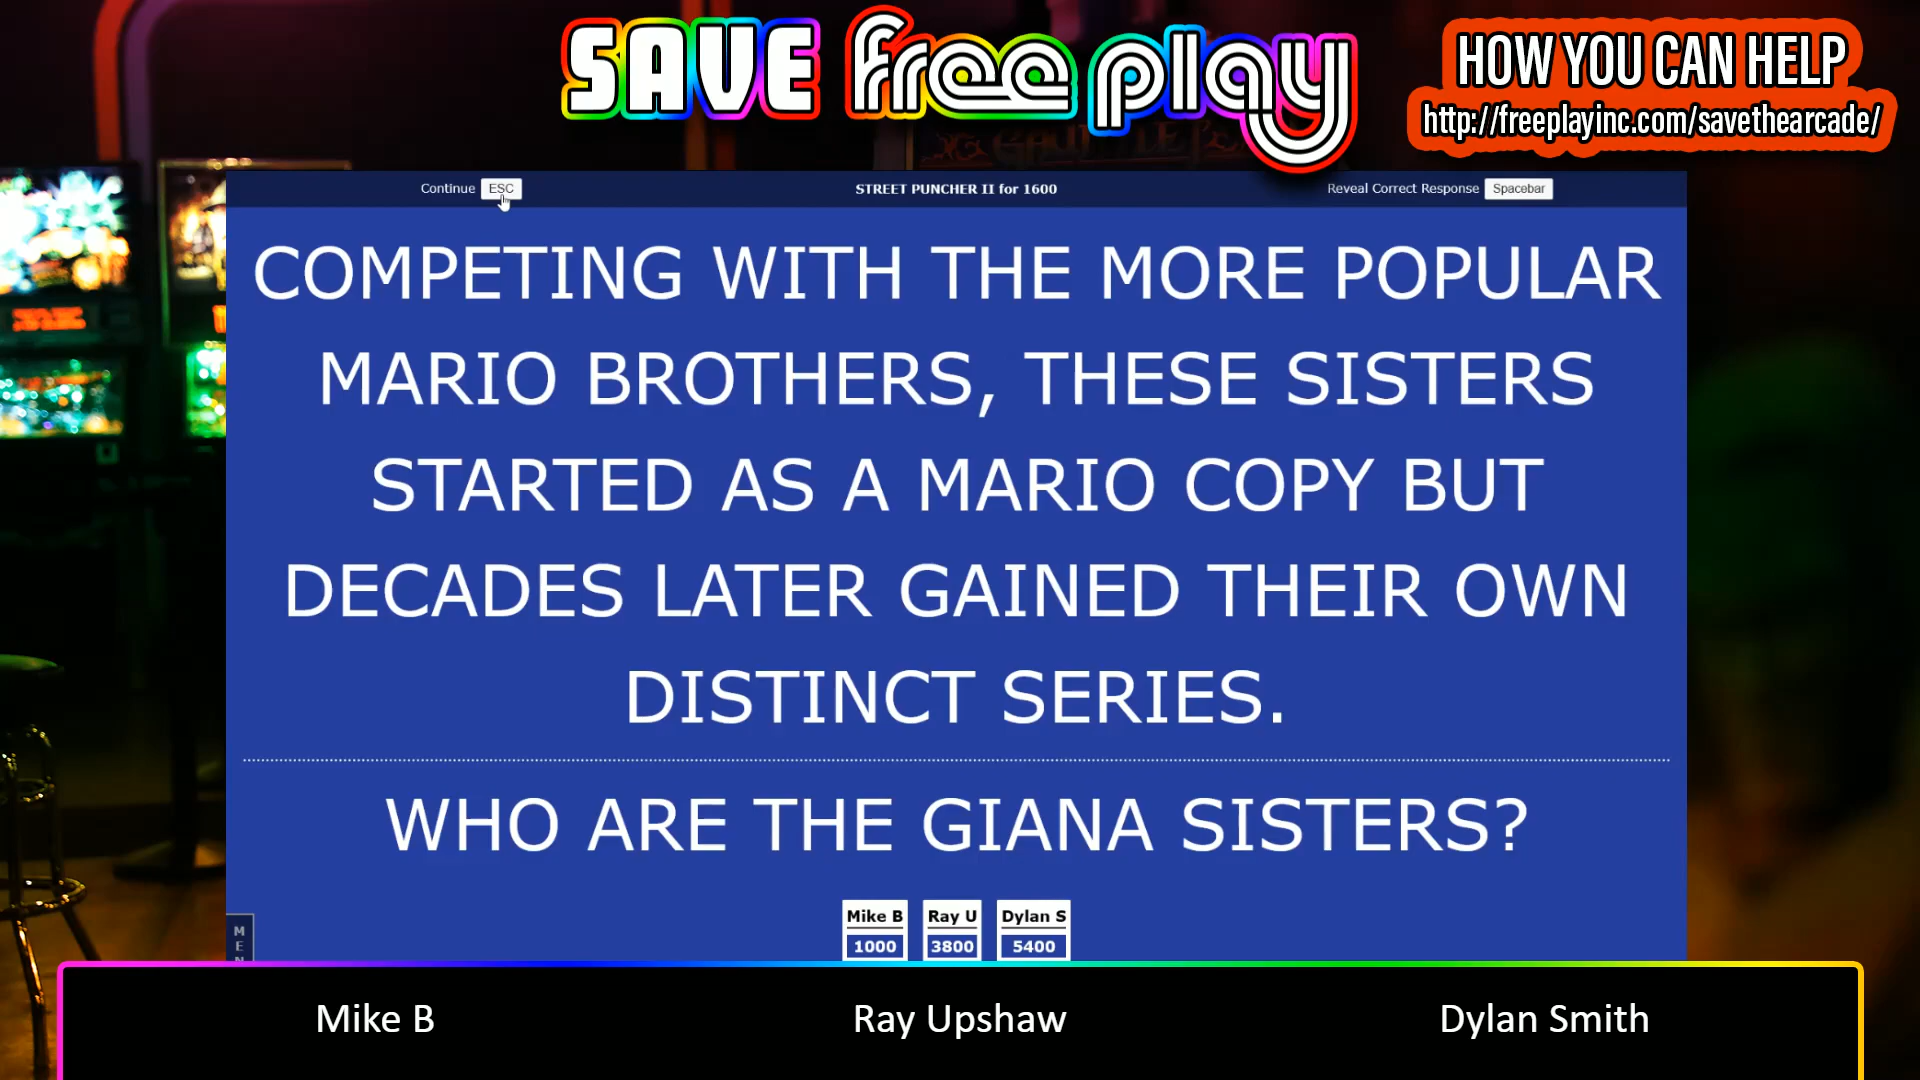 SAVE free play
HOW YOU CAN HELP
http://freeplayinc.com/savethearcade/
Continue ESC
STREET PUNCHER II for 1600
Reveal Correct Response Spacebar
COMPETING WITH THE MORE POPULAR
MARIO BROTHERS, THESE SISTERS
STARTED AS A MARIO COPY BUT
DECADES LATER GAINED THEIR OWN
DISTINCT SERIES.
WHO ARE THE GIANA SISTERS?
Mike B Ray U Dylan S
1000 3800 5400
Mike B Ray Upshaw Dylan Smith